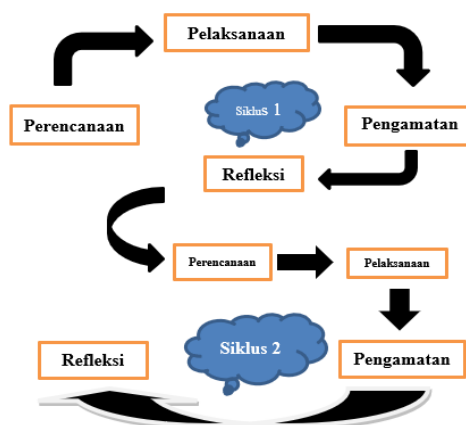 Pelaksanaan
Perencanaan
Siklus 1
Pengamatan
Refleksi
Perencanaan
Pelaksanaan
Siklus 2
Refleksi
Pengamatan